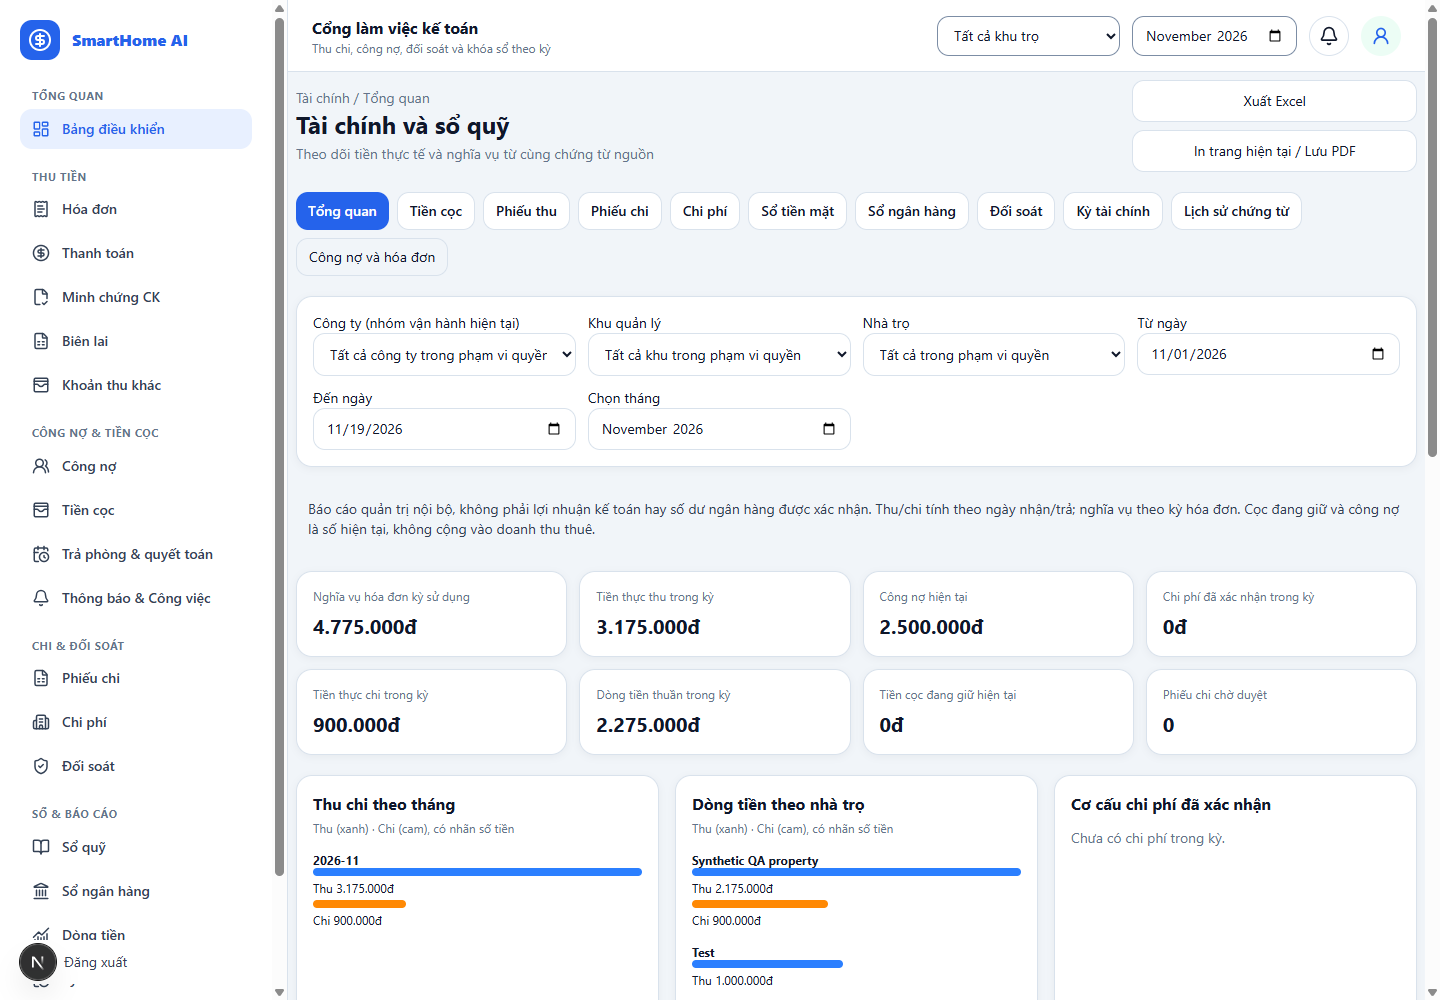 SmartHome AI
TỔNG QUAN
Bảng điều khiển
THU TIỀN
Hóa đơn
Thanh toán
Minh chứng CK
Biên lai
Khoản thu khác
CÔNG NỢ & TIỀN CỌC
Công nợ
Tiền cọc
Trả phòng & quyết toán
Thông báo & Công việc
CHI & ĐỐI SOÁT
Phiếu chi
Chi phí
Đối soát
SỔ & BÁO CÁO
Sổ quỹ
Sổ ngân hàng
Dòng tiền
N
Đăng xuất
Cổng làm việc kế toán
Thu chi, công nợ, đối soát và khóa sổ theo kỳ
Tất cả khu trọ
November 2026
Tài chính / Tổng quan
Tài chính và sổ quỹ
Theo dõi tiền thực tế và nghĩa vụ từ cùng chứng từ nguồn
Xuất Excel
In trang hiện tại / Lưu PDF
Tổng quan
Tiền cọc
Phiếu thu
Phiếu chi
Chi phí
Sổ tiền mặt
Sổ ngân hàng
Đối soát
Kỳ tài chính
Lịch sử chứng từ
Công nợ và hóa đơn
Công ty (nhóm vận hành hiện tại)
Tất cả công ty trong phạm vi quyền
Khu quản lý
Tất cả khu trong phạm vi quyền
Nhà trọ
Tất cả trong phạm vi quyền
Từ ngày
11/01/2026
Đến ngày
11/19/2026
Chọn tháng
November 2026
Báo cáo quản trị nội bộ, không phải lợi nhuận kế toán hay số dư ngân hàng được xác nhận. Thu/chi tính theo ngày nhận/trả; nghĩa vụ theo kỳ hóa đơn. Cọc đang giữ và công nợ
là số hiện tại, không cộng vào doanh thu thuê.
Nghĩa vụ hóa đơn kỳ sử dụng
4.775.000đ
Tiền thực thu trong kỳ
3.175.000đ
Công nợ hiện tại
2.500.000đ
Chi phí đã xác nhận trong kỳ
0đ
Tiền thực chi trong kỳ
900.000đ
Dòng tiền thuần trong kỳ
2.275.000đ
Tiền cọc đang giữ hiện tại
0đ
Phiếu chi chờ duyệt
0
Thu chi theo tháng
Thu (xanh) · Chi (cam), có nhãn số tiền
2026-11
Thu 3.175.000đ
Chi 900.000đ
Dòng tiền theo nhà trọ
Thu (xanh) · Chi (cam), có nhãn số tiền
Synthetic QA property
Thu 2.175.000đ
Chi 900.000đ
Test
Thu 1.000.000đ
Cơ cấu chi phí đã xác nhận
Chưa có chi phí trong kỳ.